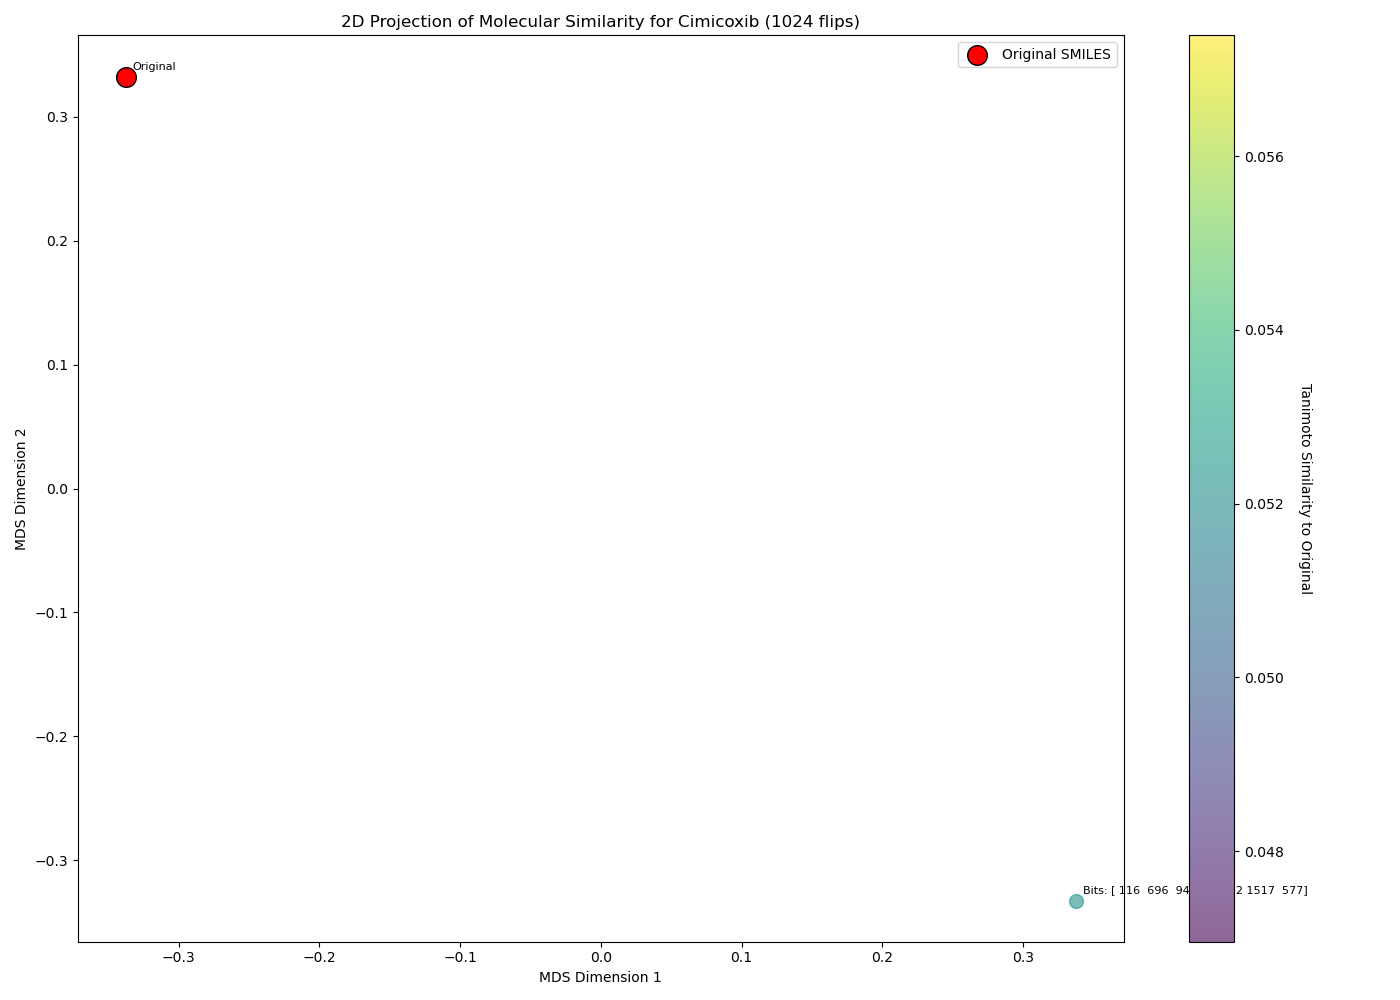 2D Projection of Molecular Similarity for Cimicoxib (1024 flips)
Original SMILES
Original
0.3
0.2
0.1
0.0
−0.1
−0.2
−0.3
MDS Dimension 2
−0.3
−0.2
−0.1
0.0
0.1
0.2
0.3
MDS Dimension 1
Bits: [ 116 696 94 2 1517 577]
0.056
0.054
0.052
0.050
0.048
Tanimoto Similarity to Original